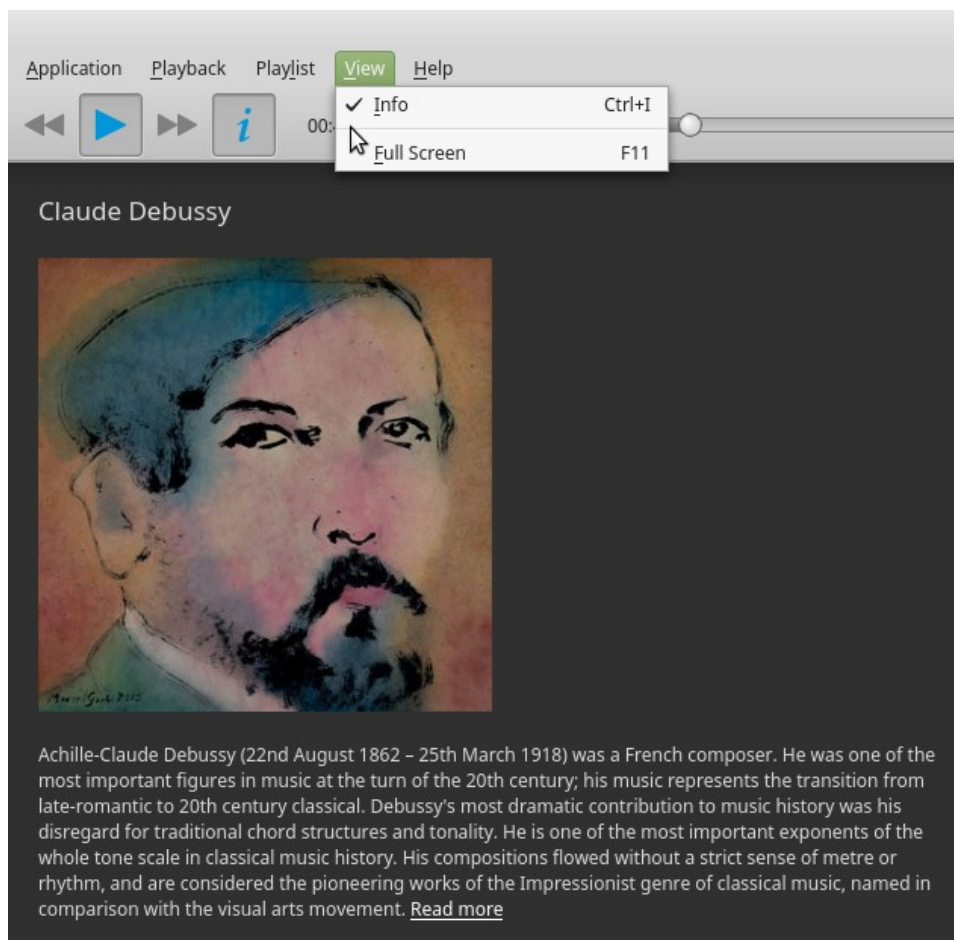 Application Playback Playlist View Help
Info Ctrl+I
00:
Full Screen F11
Claude Debussy
Achille-Claude Debussy (22nd August 1862 – 25th March 1918) was a French composer. He was one of the
most important figures in music at the turn of the 20th century; his music represents the transition from
late-romantic to 20th century classical. Debussy's most dramatic contribution to music history was his
disregard for traditional chord structures and tonality. He is one of the most important exponents of the
whole tone scale in classical music history. His compositions flowed without a strict sense of metre or
rhythm, and are considered the pioneering works of the Impressionist genre of classical music, named in
comparison with the visual arts movement. Read more